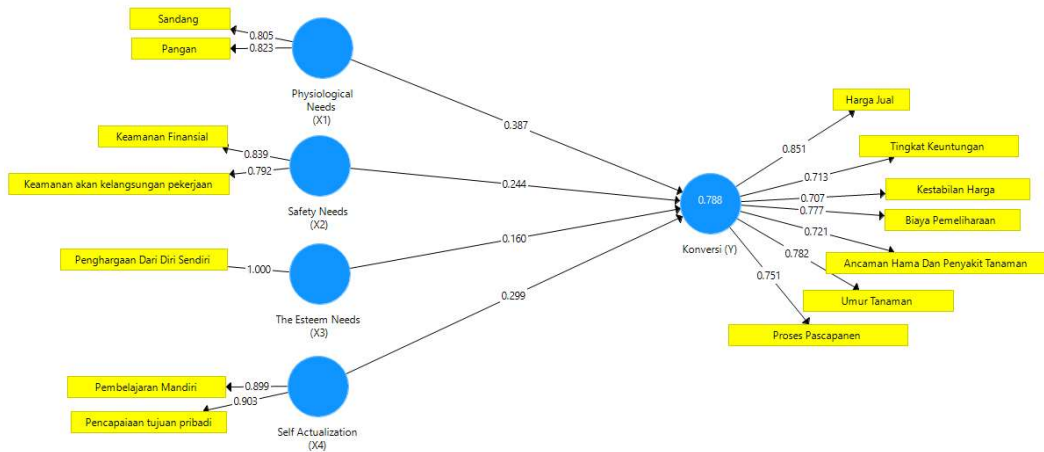 Sandang
0.805
Pangan
0.823
Physiological
Needs
(X1)
0.387
Keamanan Finansial
0.839
Keamanan akan kelangsungan pekerjaan
0.792
Safety Needs
(X2)
0.244
Penghargaan Dari Diri Sendiri
1.000
The Esteem Needs
(X3)
0.160
Pembelajaran Mandiri
0.899
Pencapaiaan tujuan pribadi
0.903
Self Actualization
(X4)
0.299
0.788
Konversi (Y)
Harga Jual
0.851
Tingkat Keuntungan
0.713
Kestabilan Harga
0.707
Biaya Pemeliharaan
0.777
Ancaman Hama Dan Penyakit Tanaman
0.721
Umur Tanaman
0.782
Proses Pascapanen
0.751